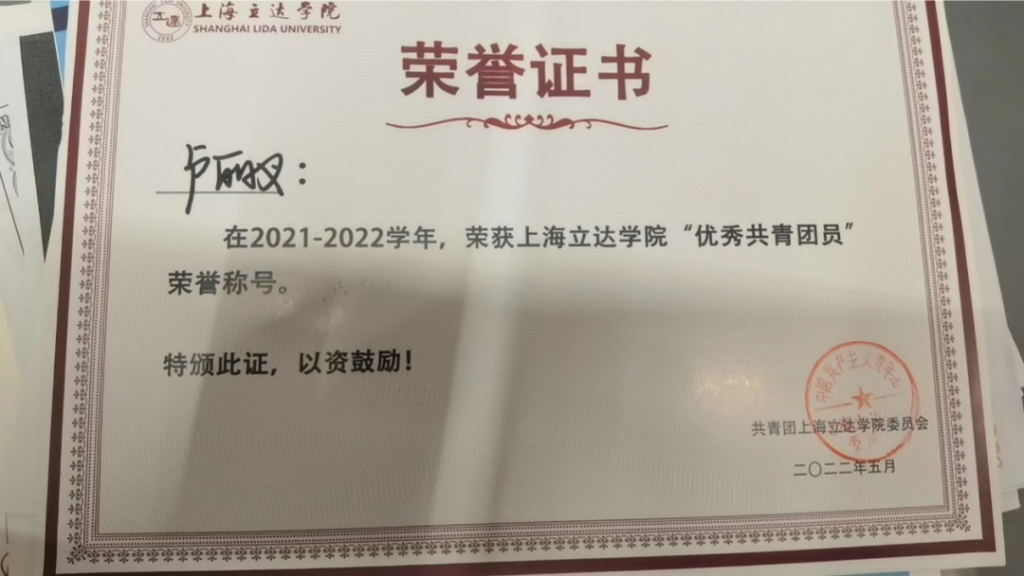 上海立达学院
SHANGHAI LIDA UNIVERSITY
荣誉证书
卢丽奴：
在2021-2022学年，荣获上海立达学院“优秀共青团员”
荣誉称号。
特颁此证，以资鼓励！
共青团上海立达学院委员会
二〇二二年五月